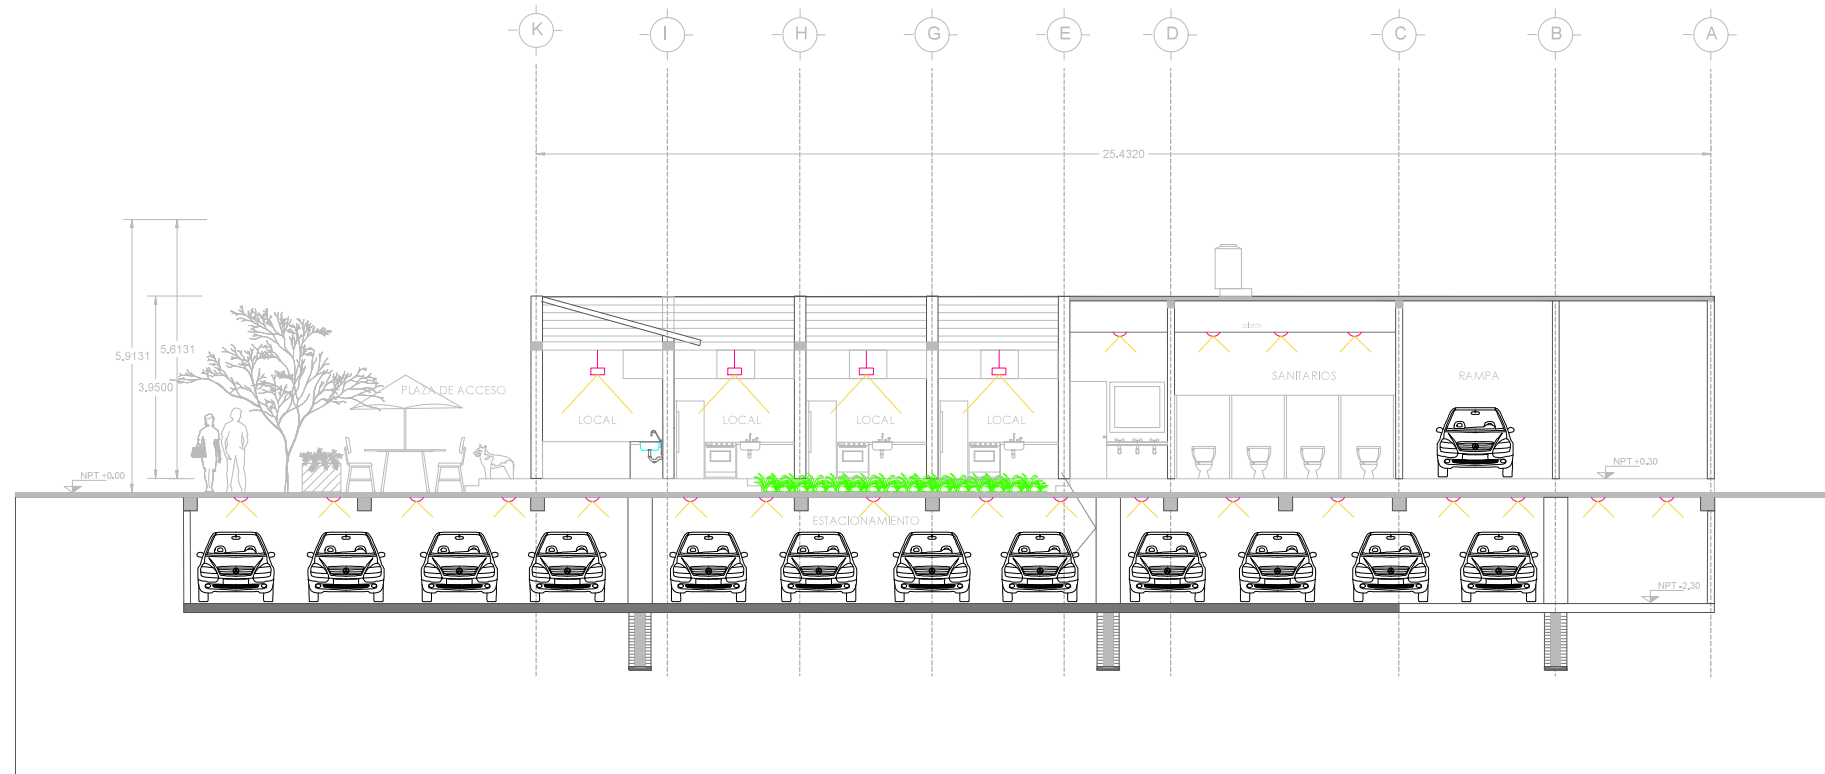 K I H G E D C B A
25.4320
5.9131
5.6131
3.9500
PLAZA DE ACCESO
plafón
SANITARIOS
RAMPA
LOCAL LOCAL LOCAL LOCAL
NPT +0.00
NPT +0.30
ESTACIONAMIENTO
NPT -2.30